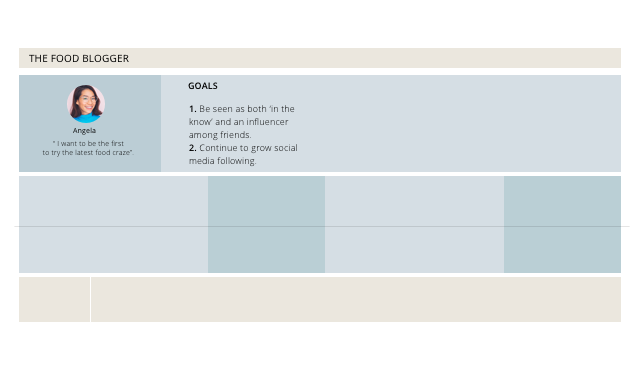 THE FOOD BLOGGER
Angela
" I want to be the first
to try the latest food craze".
GOALS
1. Be seen as both 'in the
know' and an influencer
among friends.
2. Continue to grow social
media following.